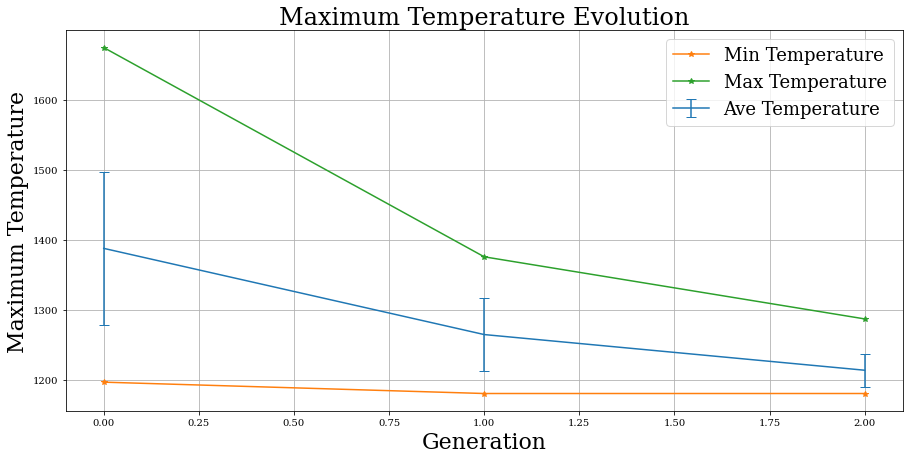 Maximum Temperature Evolution
Min Temperature
Max Temperature
Ave Temperature
Maximum Temperature
1600
1500
1400
1300
1200
0.00 0.25 0.50 0.75 1.00 1.25 1.50 1.75 2.00
Generation